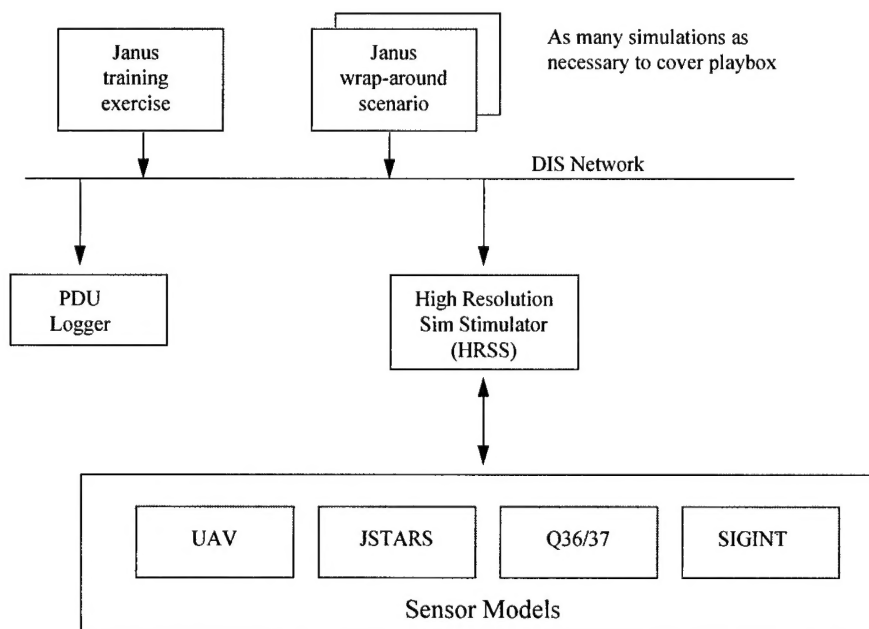 Janus
training
exercise
Janus
wrap-around
scenario
As many simulations as
necessary to cover playbox
DIS Network
PDU
Logger
High Resolution
Sim Stimulator
(HRSS)
UAV
JSTARS
Q36/37
SIGINT
Sensor Models